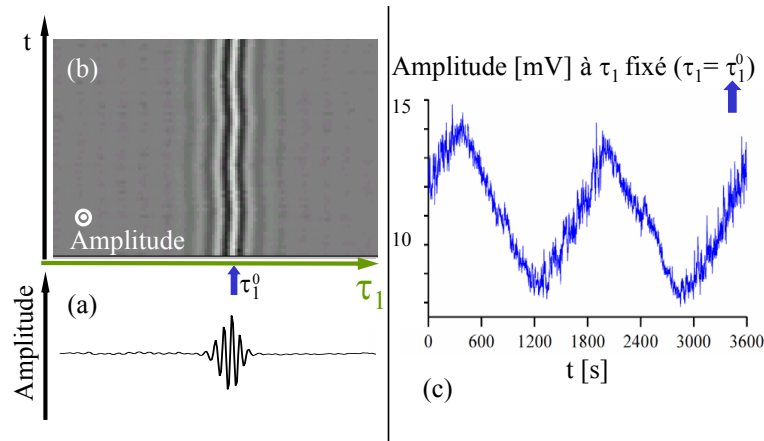 t
(b)
Amplitude
τ₁⁰
τ₁
(a)
Amplitude
Amplitude [mV] à τ₁ fixé (τ₁= τ₁⁰)
15
10
0 600 1200 1800 2400 3000 3600
t [s]
(c)